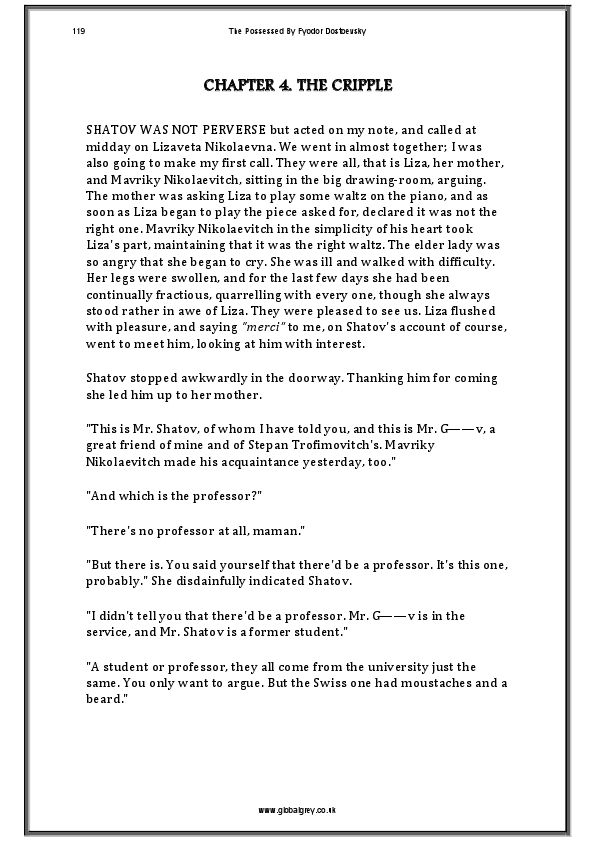 119
The Possessed By Fyodor Dostoevsky
CHAPTER 4. THE CRIPPLE
SHATOV WAS NOT PERVERSE but acted on my note, and called at
midday on Lizaveta Nikolaevna. We went in almost together; I was
also going to make my first call. They were all, that is Liza, her mother,
and Mavriky Nikolaevitch, sitting in the big drawing-room, arguing.
The mother was asking Liza to play some waltz on the piano, and as
soon as Liza began to play the piece asked for, declared it was not the
right one. Mavriky Nikolaevitch in the simplicity of his heart took
Liza's part, maintaining that it was the right waltz. The elder lady was
so angry that she began to cry. She was ill and walked with difficulty.
Her legs were swollen, and for the last few days she had been
continually fractious, quarrelling with every one, though she always
stood rather in awe of Liza. They were pleased to see us. Liza flushed
with pleasure, and saying "merci" to me, on Shatov's account of course,
went to meet him, looking at him with interest.
Shatov stopped awkwardly in the doorway. Thanking him for coming
she led him up to her mother.
"This is Mr. Shatov, of whom I have told you, and this is Mr. G——v, a
great friend of mine and of Stepan Trofimovitch's. Mavriky
Nikolaevitch made his acquaintance yesterday, too."
"And which is the professor?"
"There's no professor at all, maman."
"But there is. You said yourself that there'd be a professor. It's this one,
probably." She disdainfully indicated Shatov.
"I didn't tell you that there'd be a professor. Mr. G——v is in the
service, and Mr. Shatov is a former student."
"A student or professor, they all come from the university just the
same. You only want to argue. But the Swiss one had moustaches and a
beard."
www.globalgrey.co.uk